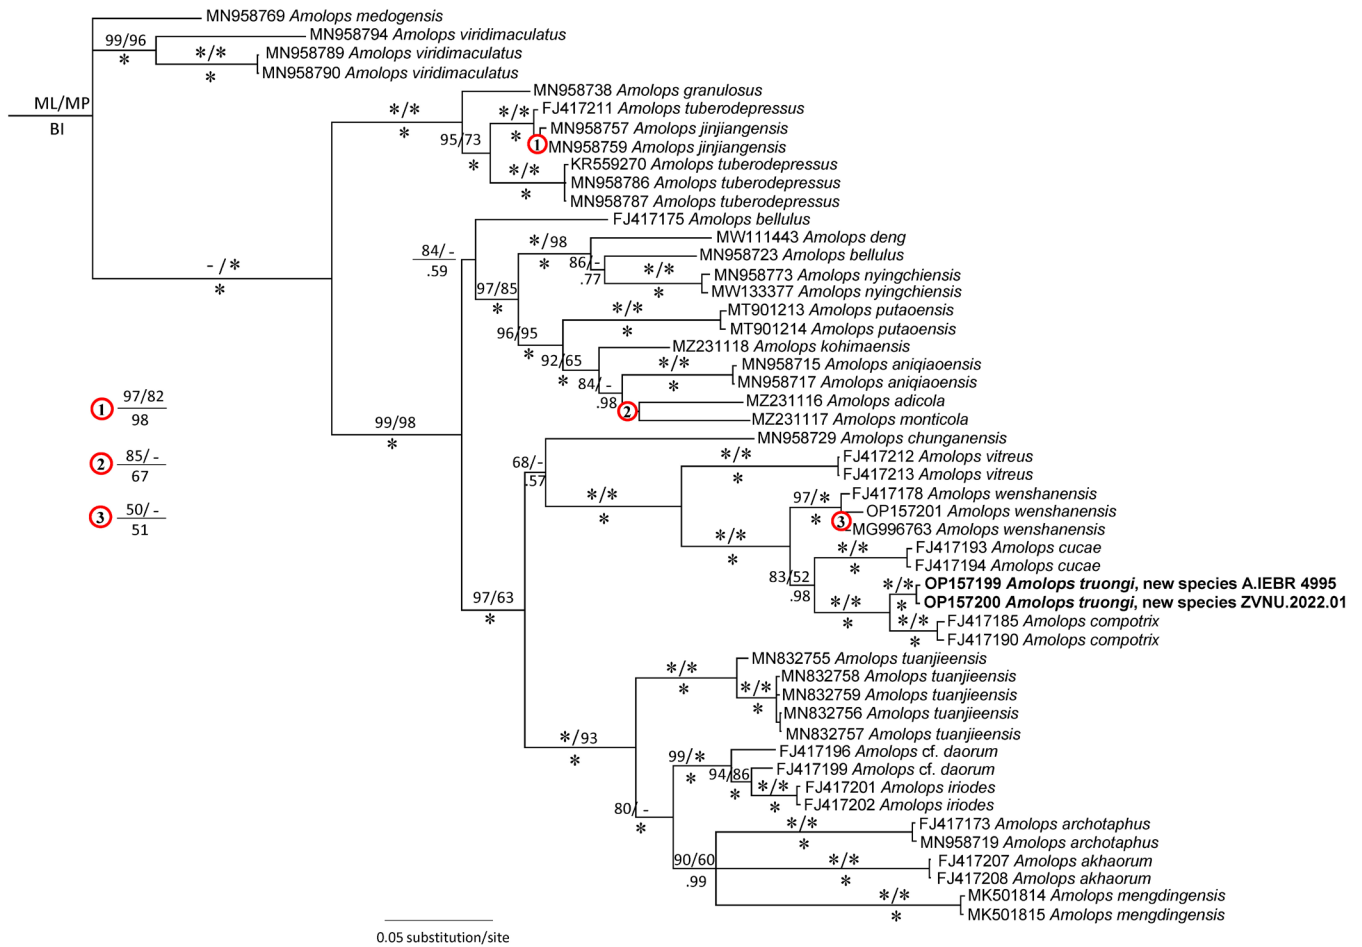 MN958769 Amolops medogensis
99/96
*
MN958794 Amolops viridimaculatus
*/*
*
MN958789 Amolops viridimaculatus
MN958790 Amolops viridimaculatus
ML/MP
BI
*/*
*
MN958738 Amolops granulosus
95/73
*
*/*
*
FJ417211 Amolops tuberodepressus
MN958757 Amolops jinjiangensis
1
MN958759 Amolops jinjiangensis
*/*
*
KR559270 Amolops tuberodepressus
MN958786 Amolops tuberodepressus
MN958787 Amolops tuberodepressus
- /*
*
84/ -
.59
FJ417175 Amolops bellulus
97/85
*
*/98
*
MW111443 Amolops deng
86/-
.77
MN958723 Amolops bellulus
*/*
*
MN958773 Amolops nyingchiensis
MW133377 Amolops nyingchiensis
96/95
*
*/*
*
MT901213 Amolops putaoensis
MT901214 Amolops putaoensis
92/65
*
MZ231118 Amolops kohimaensis
84/ -
.98
*/*
*
MN958715 Amolops aniqiaoensis
MN958717 Amolops aniqiaoensis
2
MZ231116 Amolops adicola
MZ231117 Amolops monticola
1
97/82
98
2
85/ -
67
3
50/ -
51
99/98
*
68/-
.57
MN958729 Amolops chunganensis
*/*
*
*/*
*
FJ417212 Amolops vitreus
FJ417213 Amolops vitreus
*/*
*
97/*
*
FJ417178 Amolops wenshanensis
OP157201 Amolops wenshanensis
3
MG996763 Amolops wenshanensis
83/52
.98
*/*
*
FJ417193 Amolops cucae
FJ417194 Amolops cucae
*/*
*
*/*
*
OP157199 Amolops truongi, new species A.IEBR 4995
OP157200 Amolops truongi, new species ZVNU.2022.01
*/*
*
FJ417185 Amolops compotrix
FJ417190 Amolops compotrix
97/63
*
*/93
*
*/*
*
MN832755 Amolops tuanjieensis
*/*
*
MN832758 Amolops tuanjieensis
MN832759 Amolops tuanjieensis
MN832756 Amolops tuanjieensis
MN832757 Amolops tuanjieensis
80/ -
*
99/*
*
FJ417196 Amolops cf. daorum
94/86
*
FJ417199 Amolops cf. daorum
*/*
*
FJ417201 Amolops iriodes
FJ417202 Amolops iriodes
90/60
.99
*/*
*
FJ417173 Amolops archotaphus
MN958719 Amolops archotaphus
*/*
*
FJ417207 Amolops akhaorum
FJ417208 Amolops akhaorum
*/*
*
MK501814 Amolops mengdingensis
MK501815 Amolops mengdingensis
0.05 substitution/site